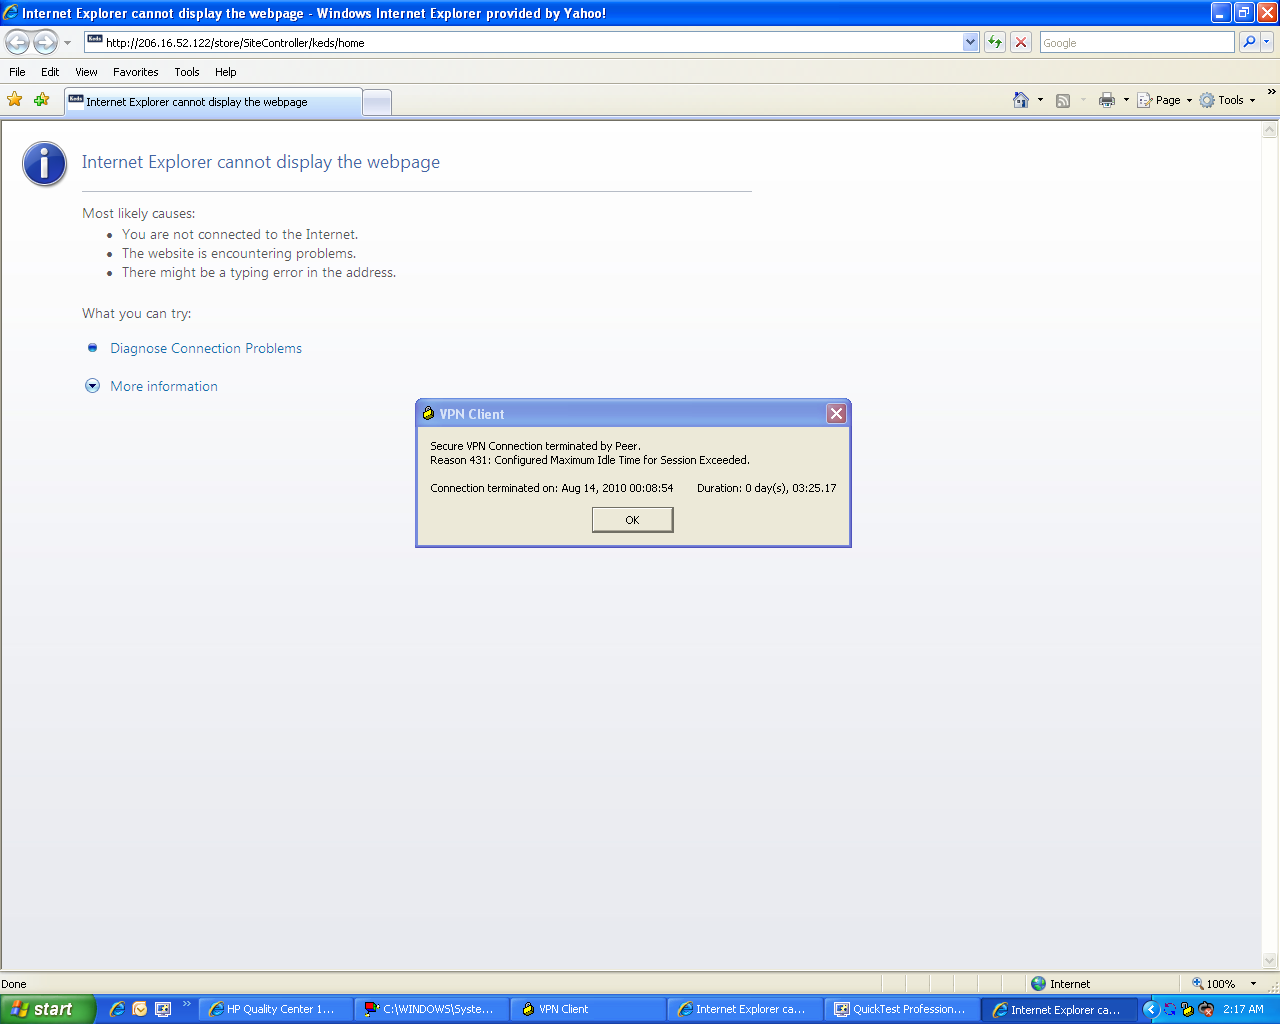 Internet Explorer cannot display the webpage - Windows Internet Explorer provided by Yahoo!
Keds http://206.16.52.122/store/SiteController/keds/home
Google
File Edit View Favorites Tools Help
Keds Internet Explorer cannot display the webpage
Page Tools »
Internet Explorer cannot display the webpage
Most likely causes:
• You are not connected to the Internet.
• The website is encountering problems.
• There might be a typing error in the address.
What you can try:
Diagnose Connection Problems
More information
VPN Client
Secure VPN Connection terminated by Peer.
Reason 431: Configured Maximum Idle Time for Session Exceeded.
Connection terminated on: Aug 14, 2010 00:08:54 Duration: 0 day(s), 03:25.17
OK
Done
Internet
100%
start
»
HP Quality Center 1...
C:\WINDOWS\Syste...
VPN Client
Internet Explorer ca...
QuickTest Profession...
Internet Explorer ca...
2:17 AM